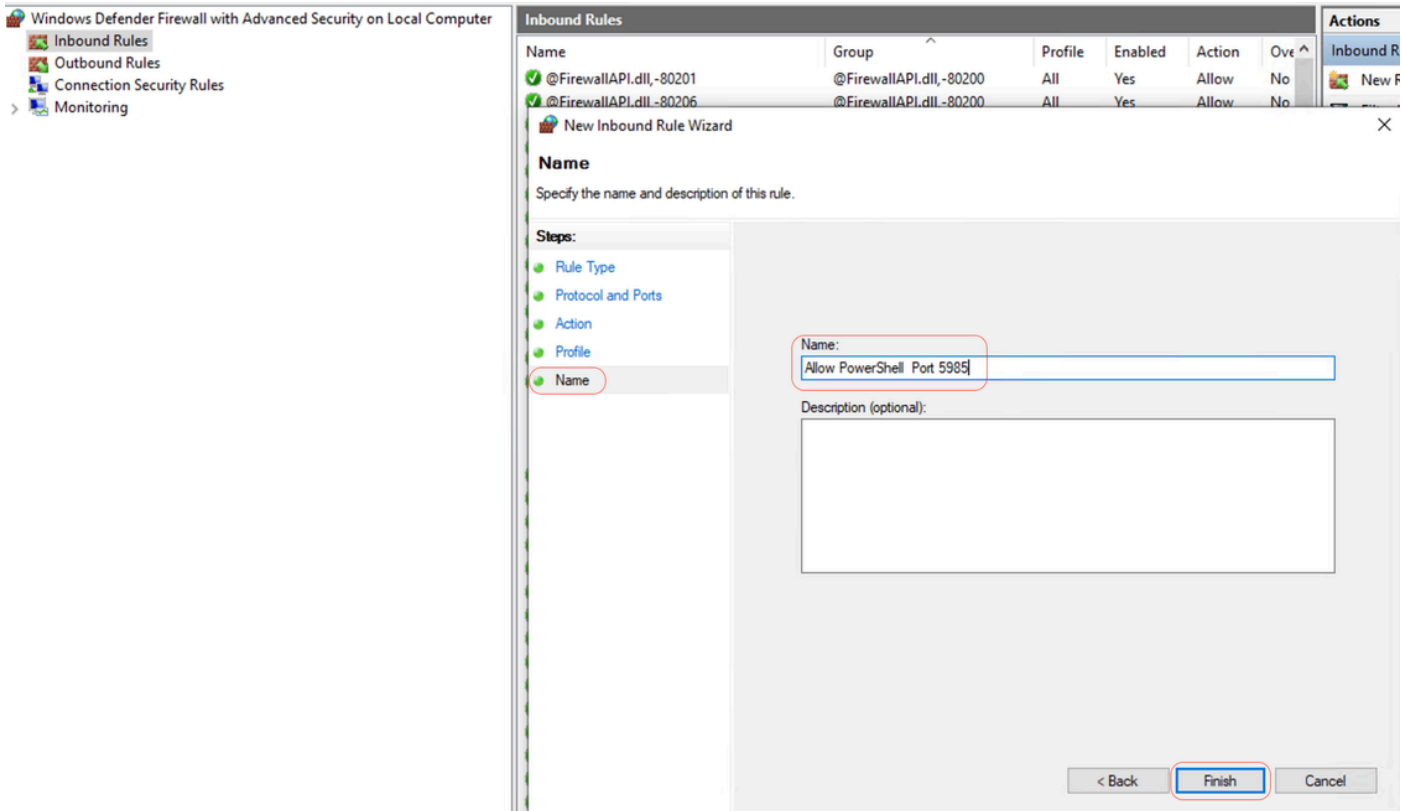 Windows Defender Firewall with Advanced Security on Local Computer
Inbound Rules
Outbound Rules
Connection Security Rules
Monitoring
Inbound Rules
Name Group Profile Enabled Action Ove
@FirewallAPI.dll,-80201 @FirewallAPI.dll,-80200 All Yes Allow No
@FirewallAPI.dll,-80206 @FirewallAPI.dll,-80200 All Yes Allow No
Actions
Inbound R
New R
New Inbound Rule Wizard
Name
Specify the name and description of this rule.
Steps:
Rule Type
Protocol and Ports
Action
Profile
Name
Name:
Allow PowerShell  Port 5985
Description (optional):
< Back Finish Cancel